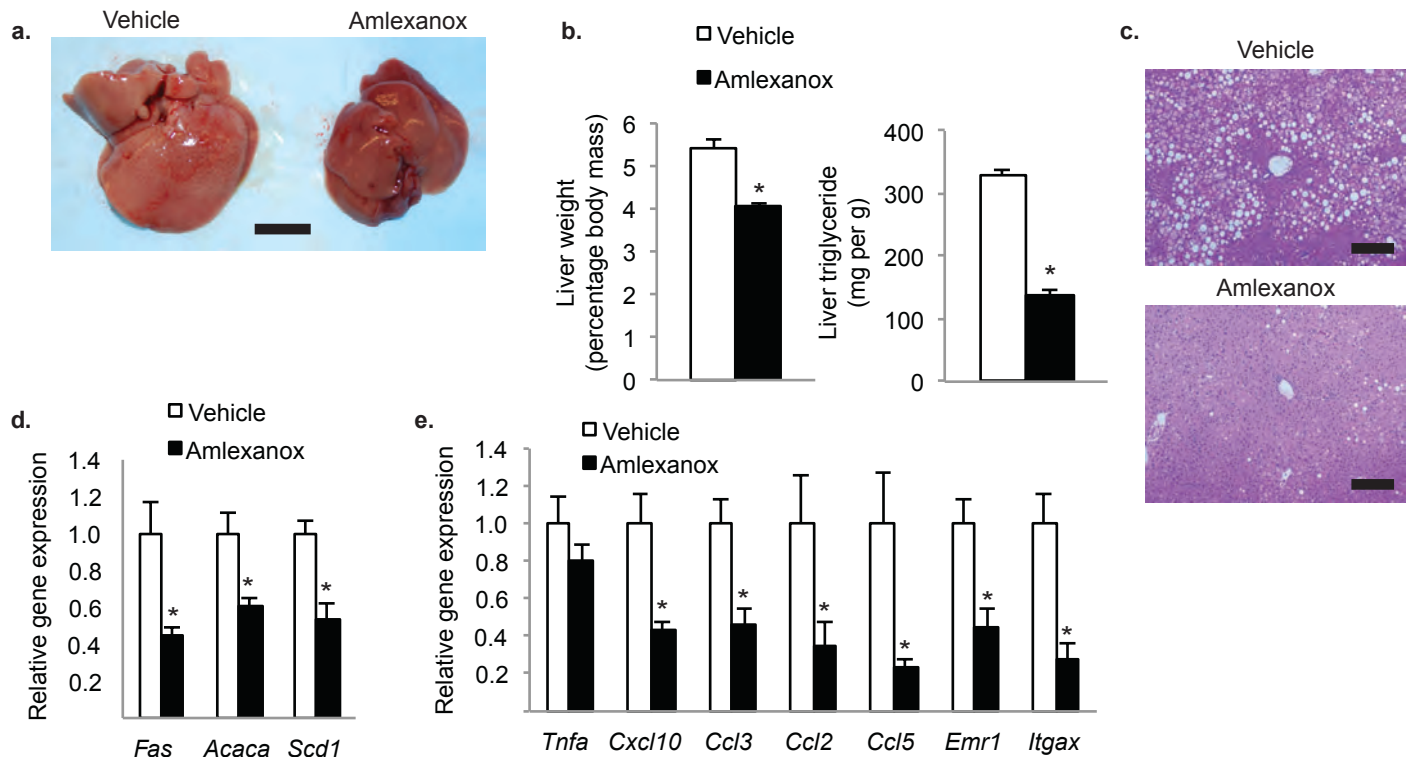 a.
Vehicle
Amlexanox
b.
Vehicle
Amlexanox
Liver weight
(percentage body mass)
6
5
4
3
2
1
0
*
Liver triglyceride
(mg per g)
400
300
200
100
0
*
c.
Vehicle
Amlexanox
d.
Vehicle
Amlexanox
Relative gene expression
1.4
1.2
1.0
0.8
0.6
0.4
0.2
* * *
Fas Acaca Scd1
e.
Vehicle
Amlexanox
Relative gene expression
1.4
1.2
1.0
0.8
0.6
0.4
0.2
* * * * * *
Tnfa Cxcl10 Ccl3 Ccl2 Ccl5 Emr1 Itgax